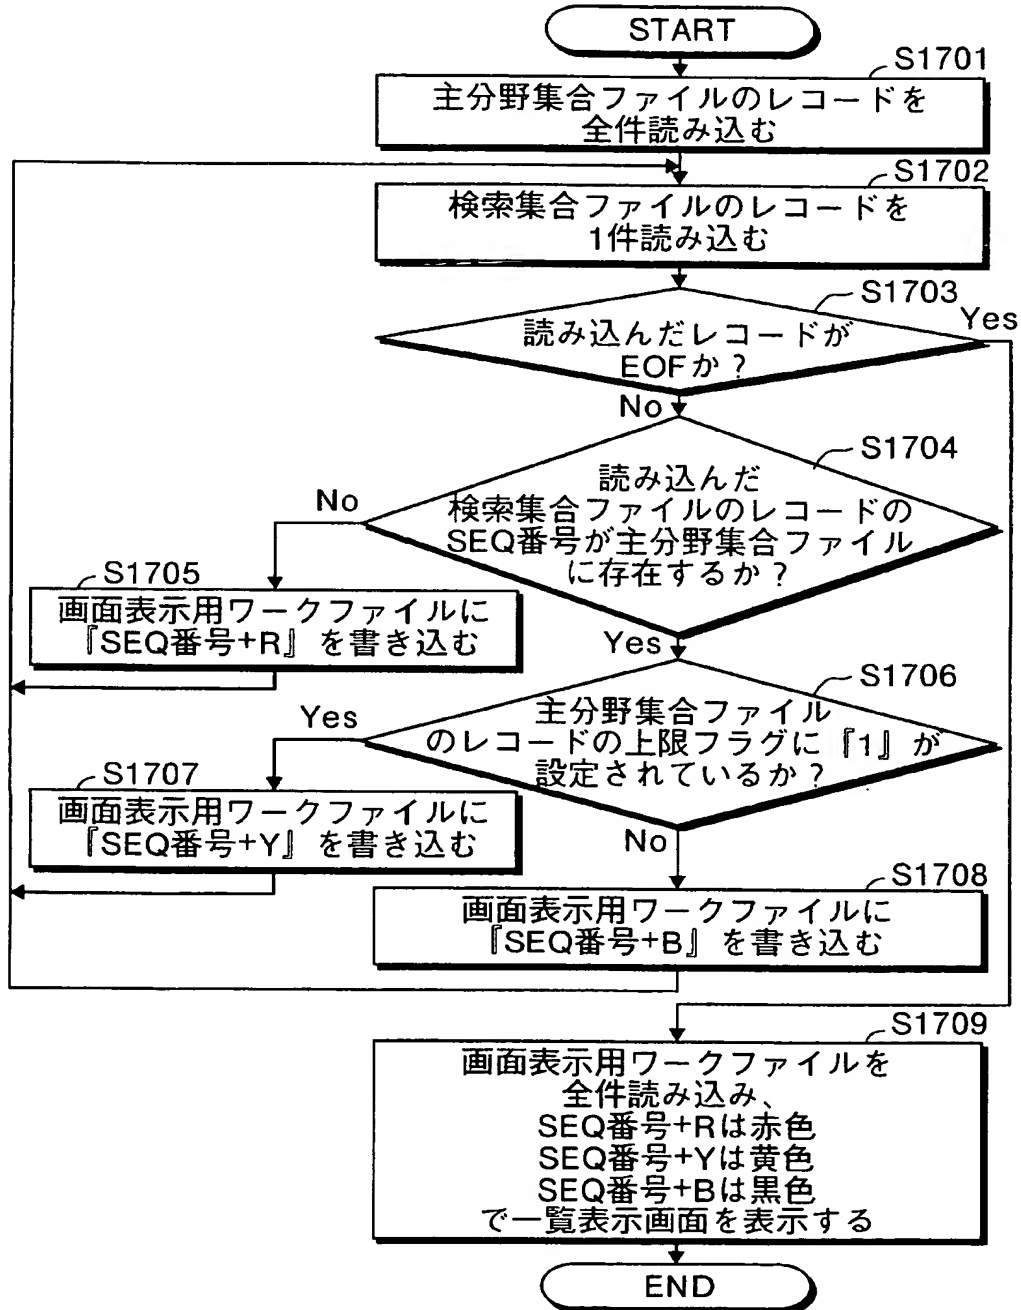 START
S1701
主分野集合ファイルのレコードを
全件読み込む
S1702
検索集合ファイルのレコードを
1件読み込む
S1703
読み込んだレコードが
EOFか？
Yes
No
S1704
読み込んだ
検索集合ファイルのレコードの
SEQ番号が主分野集合ファイル
に存在するか？
No
S1705
画面表示用ワークファイルに
『SEQ番号+R』を書き込む
Yes
S1706
主分野集合ファイル
のレコードの上限フラグに『1』が
設定されているか？
Yes
S1707
画面表示用ワークファイルに
『SEQ番号+Y』を書き込む
No
S1708
画面表示用ワークファイルに
『SEQ番号+B』を書き込む
S1709
画面表示用ワークファイルを
全件読み込み、
SEQ番号+Rは赤色
SEQ番号+Yは黄色
SEQ番号+Bは黒色
で一覧表示画面を表示する
END